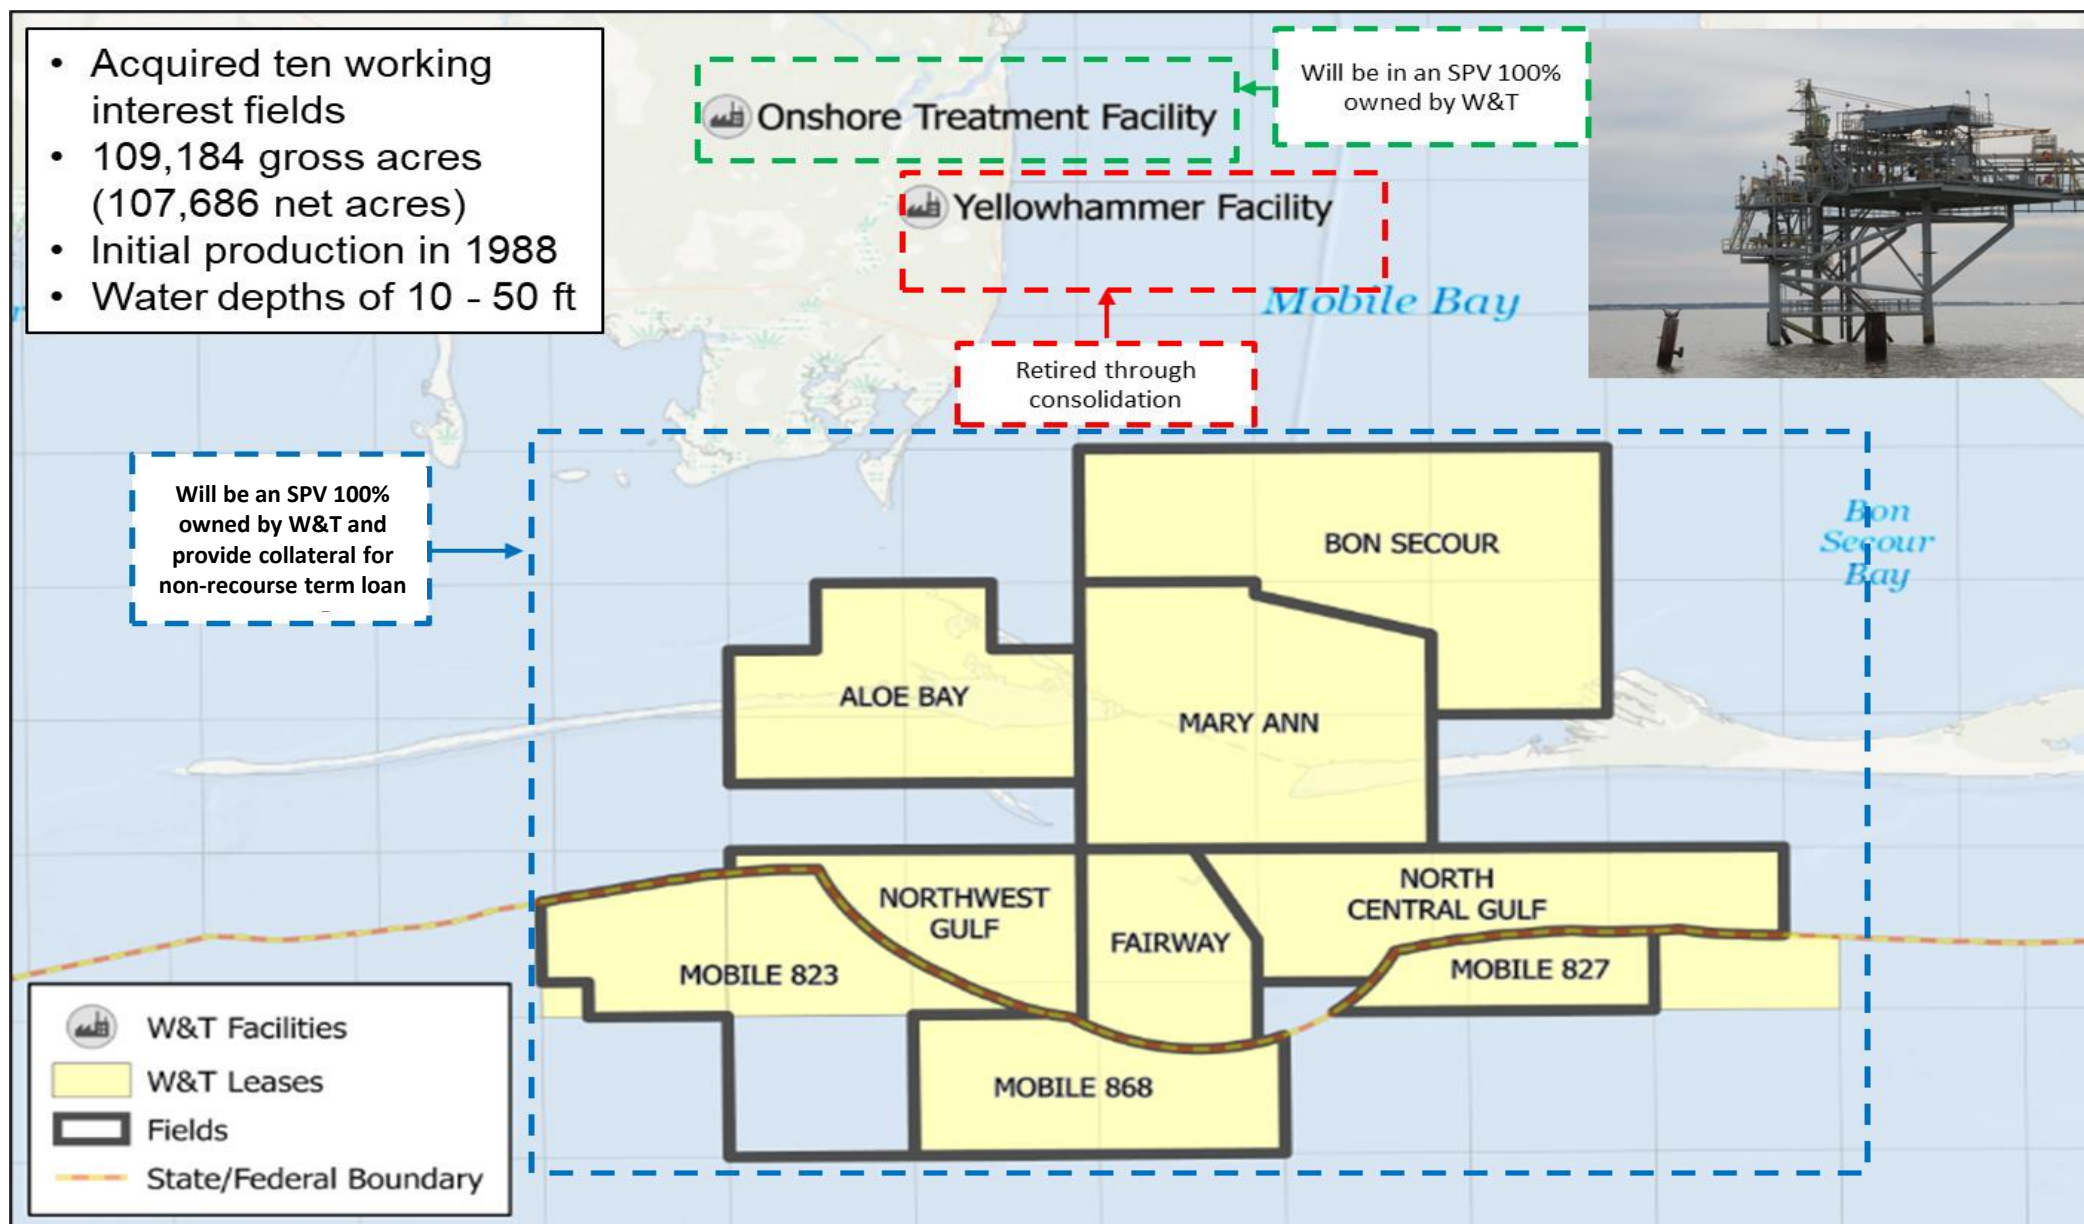 • Acquired ten working
interest fields
• 109,184 gross acres
(107,686 net acres)
• Initial production in 1988
• Water depths of 10 - 50 ft
Onshore Treatment Facility
Will be in an SPV 100%
owned by W&T
Yellowhammer Facility
Mobile Bay
Retired through
consolidation
Will be an SPV 100%
owned by W&T and
provide collateral for
non-recourse term loan
Bon
Secour
Bay
BON SECOUR
ALOE BAY
MARY ANN
NORTHWEST
GULF
NORTH
CENTRAL GULF
FAIRWAY
MOBILE 823
MOBILE 827
MOBILE 868
W&T Facilities
W&T Leases
Fields
State/Federal Boundary